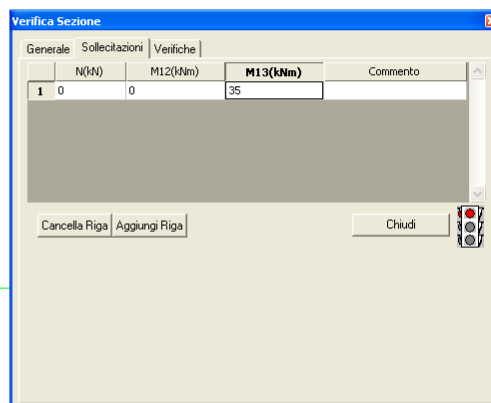 Verifica Sezione
Generale Sollecitazioni Verifiche
N(kN) M12(kNm) M13(kNm) Commento
1 0 0 35
Cancella Riga Aggiungi Riga Chiudi